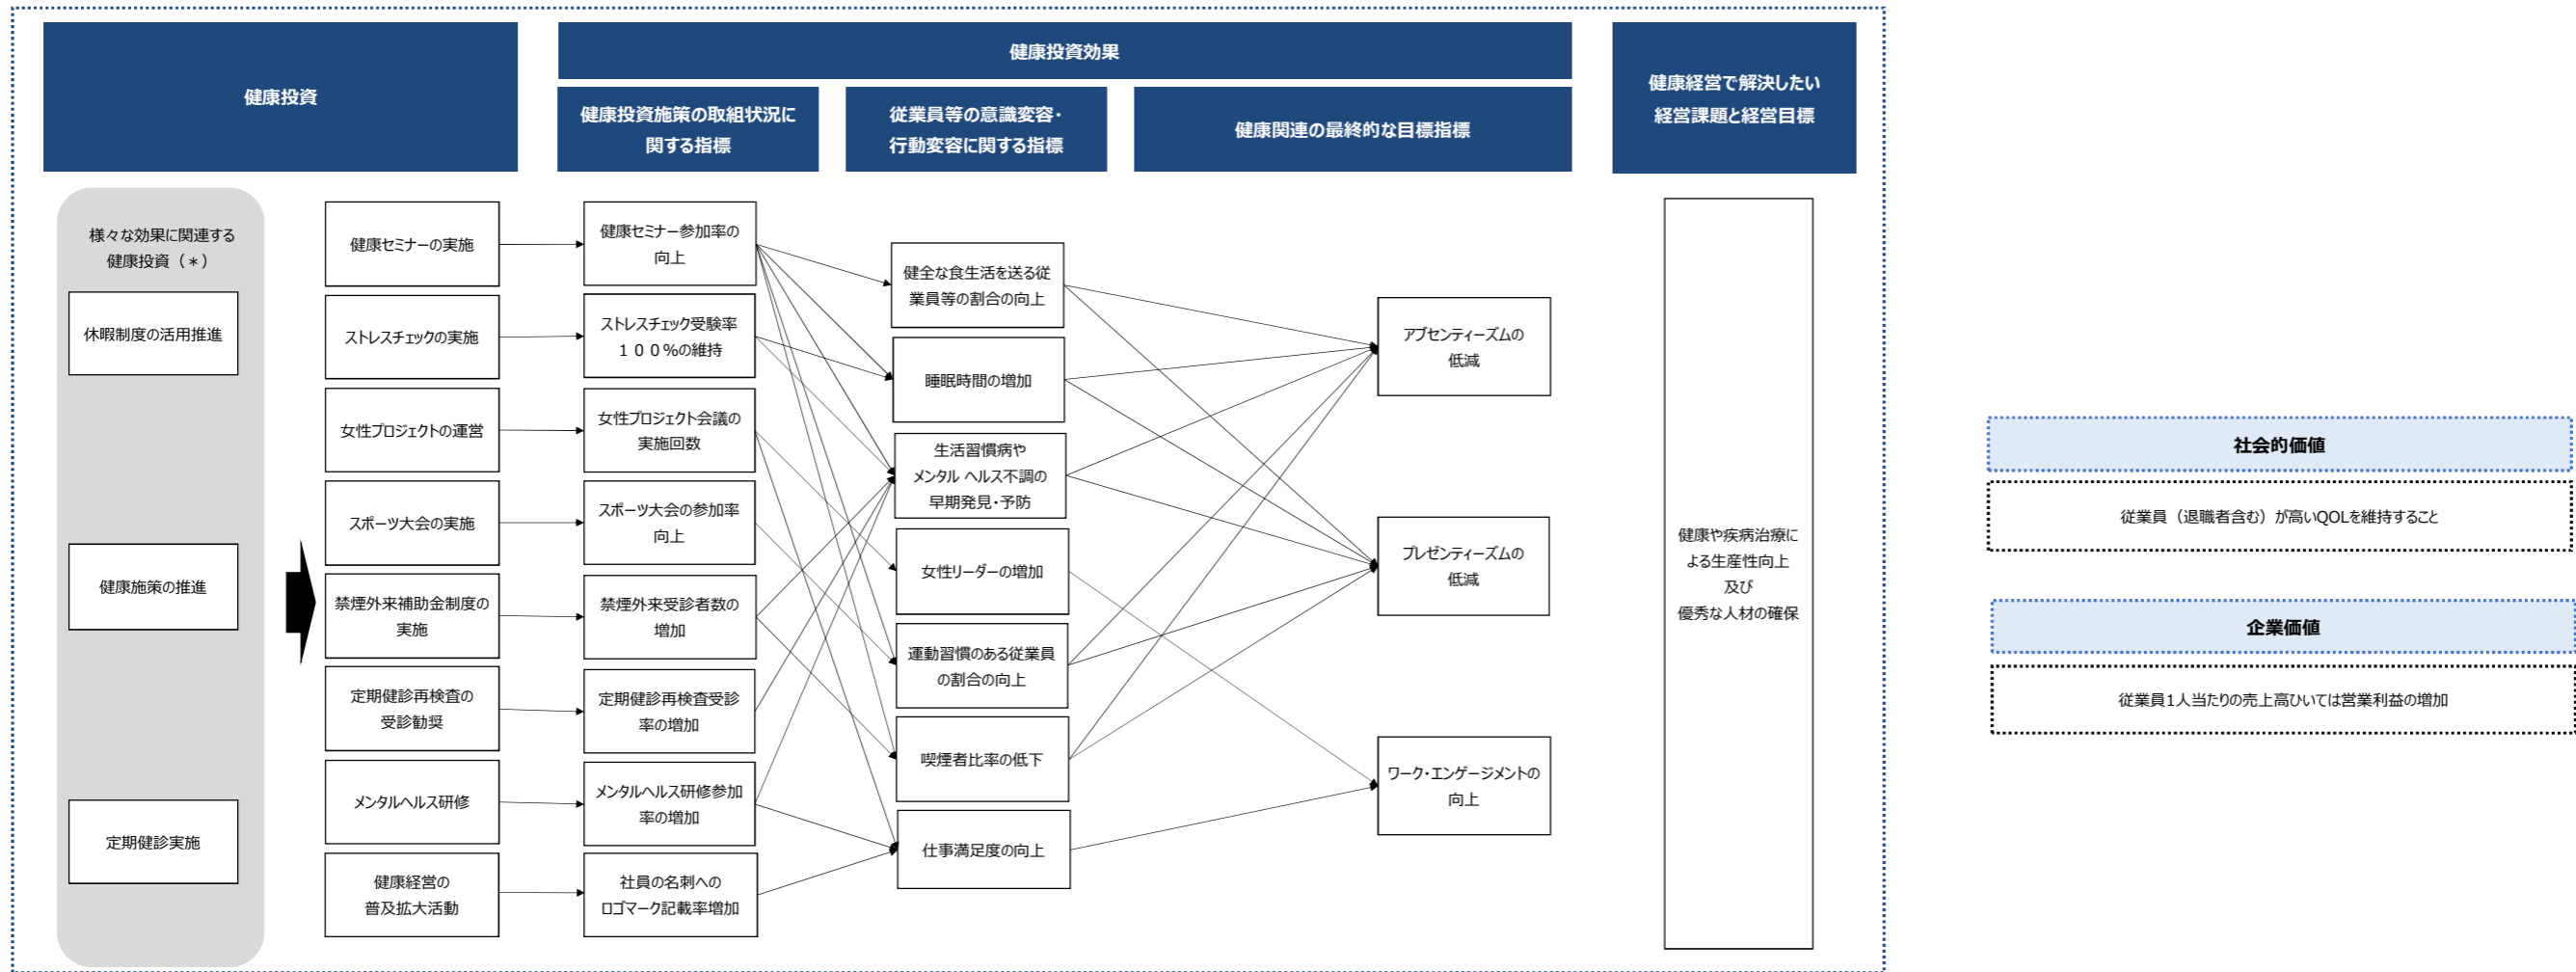 健康投資
健康投資効果
健康経営で解決したい
経営課題と経営目標
健康投資施策の取組状況に
関する指標
従業員等の意識変容・
行動変容に関する指標
健康関連の最終的な目標指標
様々な効果に関連する
健康投資（＊）
休暇制度の活用推進
健康施策の推進
定期健診実施
健康セミナーの実施
ストレスチェックの実施
女性プロジェクトの運営
スポーツ大会の実施
禁煙外来補助金制度の
実施
定期健診再検査の
受診勧奨
メンタルヘルス研修
健康経営の
普及拡大活動
健康セミナー参加率の
向上
ストレスチェック受験率
１００％の維持
女性プロジェクト会議の
実施回数
スポーツ大会の参加率
向上
禁煙外来受診者数の
増加
定期健診再検査受診
率の増加
メンタルヘルス研修参加
率の増加
社員の名刺への
ロゴマーク記載率増加
健全な食生活を送る従
業員等の割合の向上
睡眠時間の増加
生活習慣病や
メンタル ヘルス不調の
早期発見・予防
女性リーダーの増加
運動習慣のある従業員
の割合の向上
喫煙者比率の低下
仕事満足度の向上
アブセンティーズムの
低減
プレゼンティーズムの
低減
ワーク・エンゲージメントの
向上
健康や疾病治療に
よる生産性向上
及び
優秀な人材の確保
社会的価値
従業員（退職者含む）が高いQOLを維持すること
企業価値
従業員1人当たりの売上高ひいては営業利益の増加